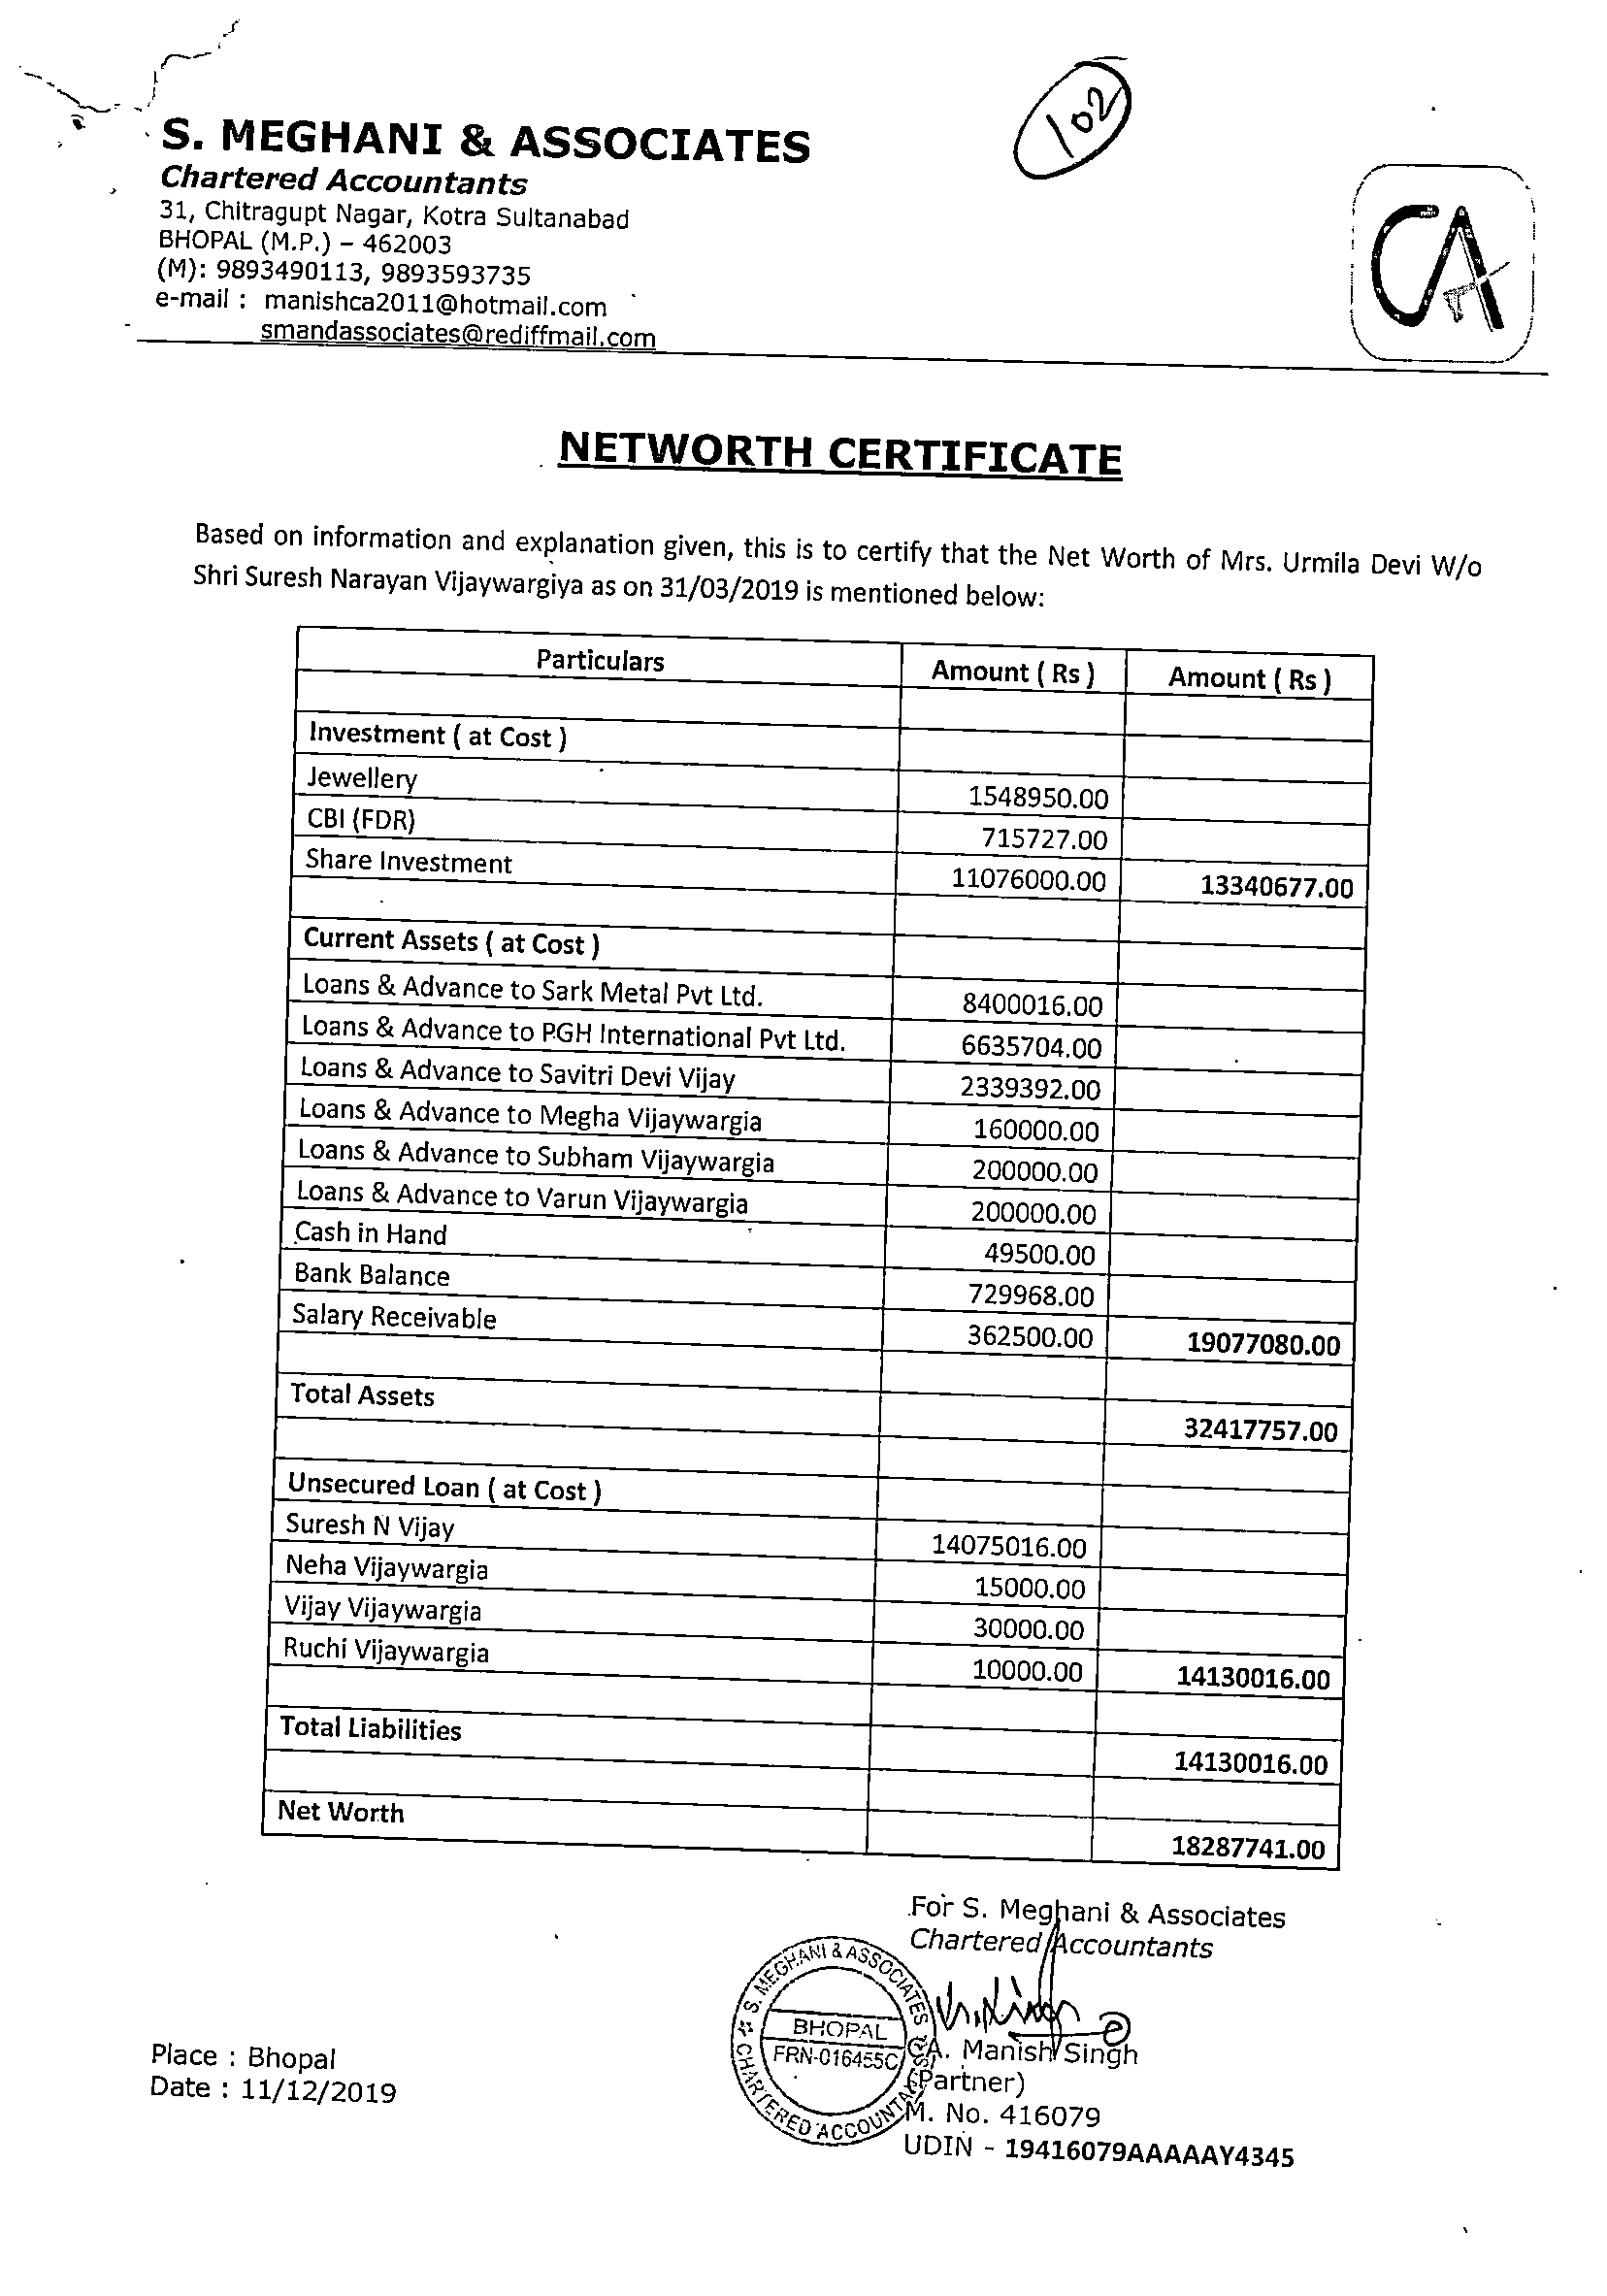 102
S. MEGHANI & ASSOCIATES
Chartered Accountants
31, Chitragupt Nagar, Kotra Sultanabad
BHOPAL (M.P.) – 462003
(M): 9893490113, 9893593735
e-mail : manishca2011@hotmail.com
smandassociates@rediffmail.com
CA
NETWORTH CERTIFICATE
Based on information and explanation given, this is to certify that the Net Worth of Mrs. Urmila Devi W/o
Shri Suresh Narayan Vijaywargiya as on 31/03/2019 is mentioned below:
Particulars Amount ( Rs ) Amount ( Rs )
Investment ( at Cost )
Jewellery 1548950.00
CBI (FDR) 715727.00
Share Investment 11076000.00 13340677.00
Current Assets ( at Cost )
Loans & Advance to Sark Metal Pvt Ltd. 8400016.00
Loans & Advance to PGH International Pvt Ltd. 6635704.00
Loans & Advance to Savitri Devi Vijay 2339392.00
Loans & Advance to Megha Vijaywargia 160000.00
Loans & Advance to Subham Vijaywargia 200000.00
Loans & Advance to Varun Vijaywargia 200000.00
Cash in Hand 49500.00
Bank Balance 729968.00
Salary Receivable 362500.00 19077080.00
Total Assets 32417757.00
Unsecured Loan ( at Cost )
Suresh N Vijay 14075016.00
Neha Vijaywargia 15000.00
Vijay Vijaywargia 30000.00
Ruchi Vijaywargia 10000.00 14130016.00
Total Liabilities 14130016.00
Net Worth 18287741.00
For S. Meghani & Associates
Chartered Accountants
S. MEGHANI & ASSOCIATES
BHOPAL
FRN-016455C
CHARTERED ACCOUNTANTS
CA. Manish Singh
(Partner)
M. No. 416079
UDIN - 19416079AAAAAY4345
Place : Bhopal
Date : 11/12/2019